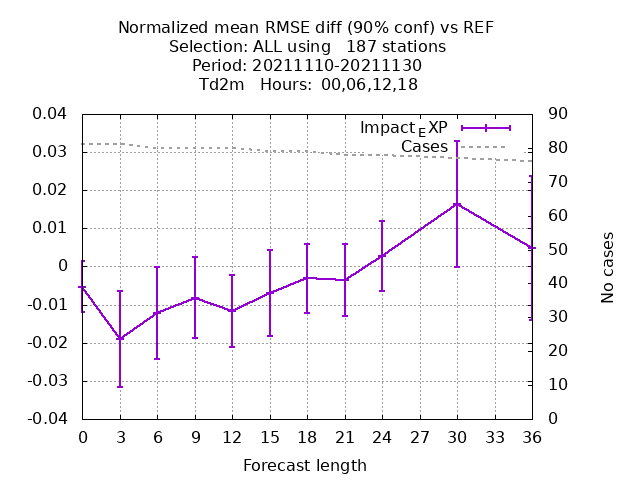 Normalized mean RMSE diff (90% conf) vs REF
Selection: ALL using   187 stations
Period: 20211110-20211130
Td2m   Hours:  00,06,12,18
0.04
0.03
0.02
0.01
0
-0.01
-0.02
-0.03
-0.04
90
80
70
60
50
40
30
20
10
0
Impact_EXP
Cases
No cases
0 3 6 9 12 15 18 21 24 27 30 33 36
Forecast length